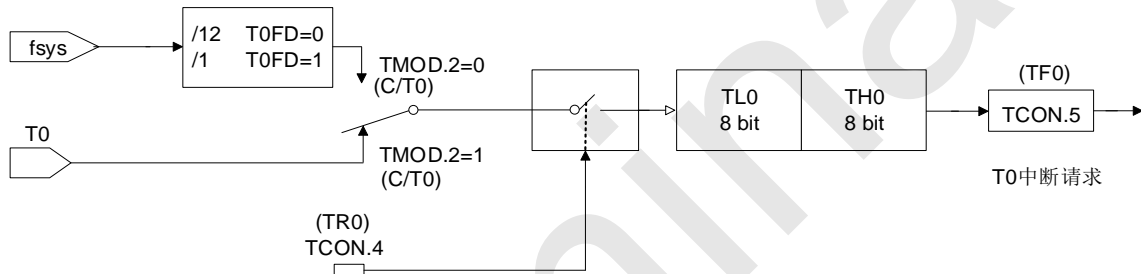 fsys
/12 T0FD=0
/1 T0FD=1
TMOD.2=0
(C/T0)
T0
TMOD.2=1
(C/T0)
(TR0)
TCON.4
TL0
8 bit
TH0
8 bit
(TF0)
TCON.5
T0中断请求